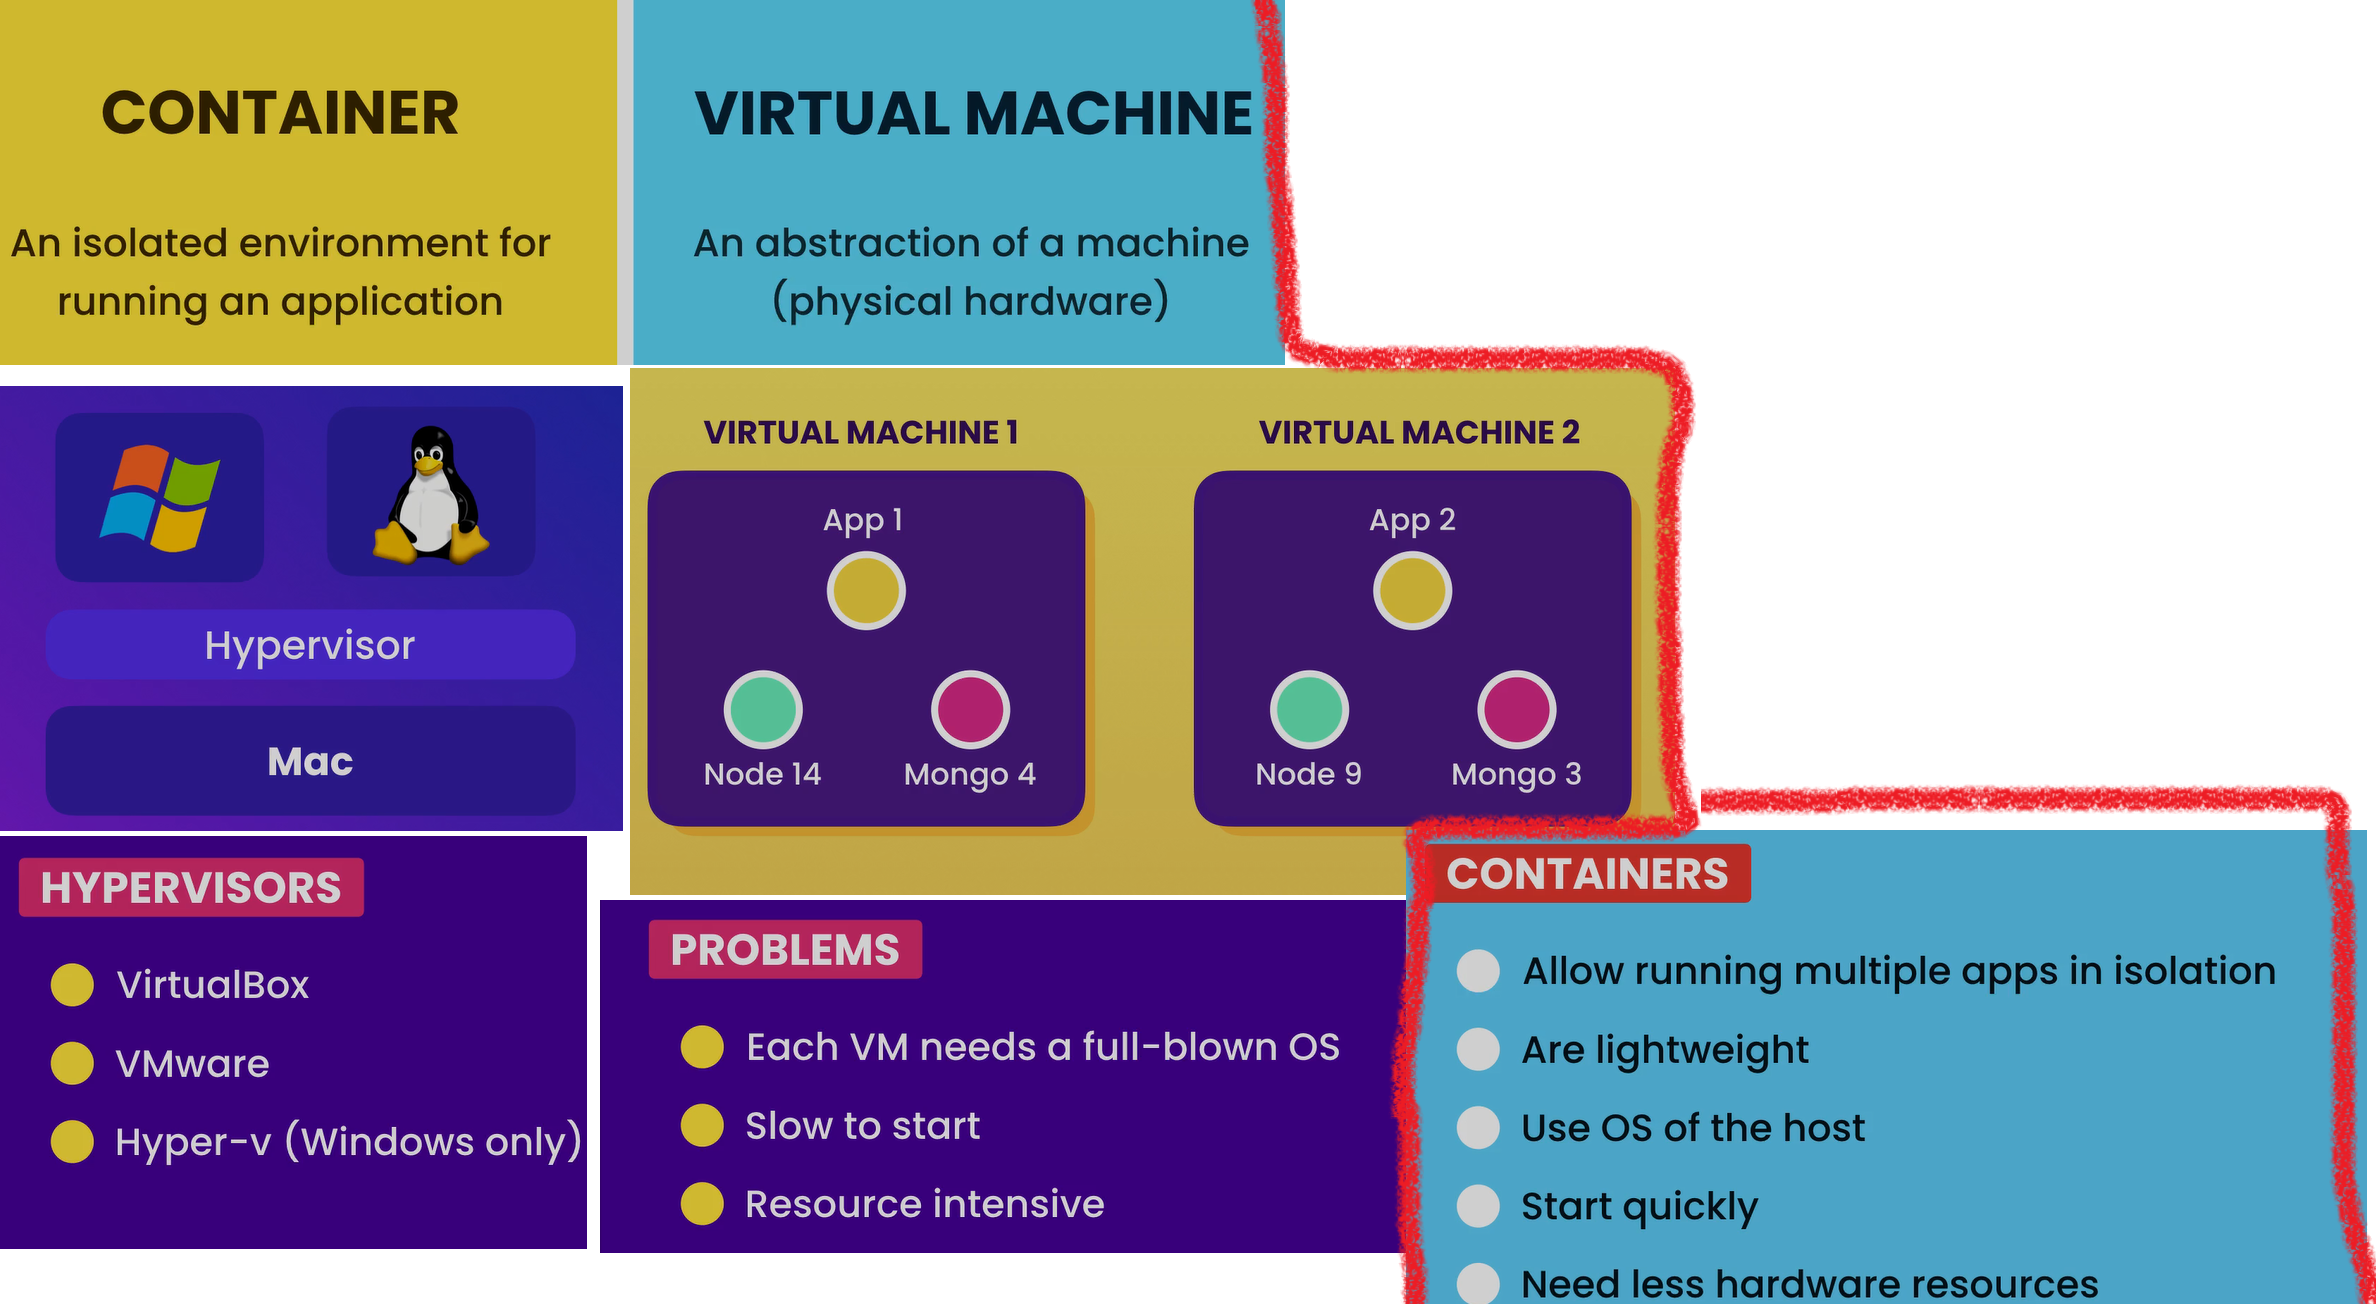 CONTAINER
An isolated environment for
running an application
VIRTUAL MACHINE
An abstraction of a machine
(physical hardware)
Hypervisor
Mac
VIRTUAL MACHINE 1
App 1
Node 14
Mongo 4
VIRTUAL MACHINE 2
App 2
Node 9
Mongo 3
HYPERVISORS
VirtualBox
VMware
Hyper-v (Windows only)
PROBLEMS
Each VM needs a full-blown OS
Slow to start
Resource intensive
CONTAINERS
Allow running multiple apps in isolation
Are lightweight
Use OS of the host
Start quickly
Need less hardware resources